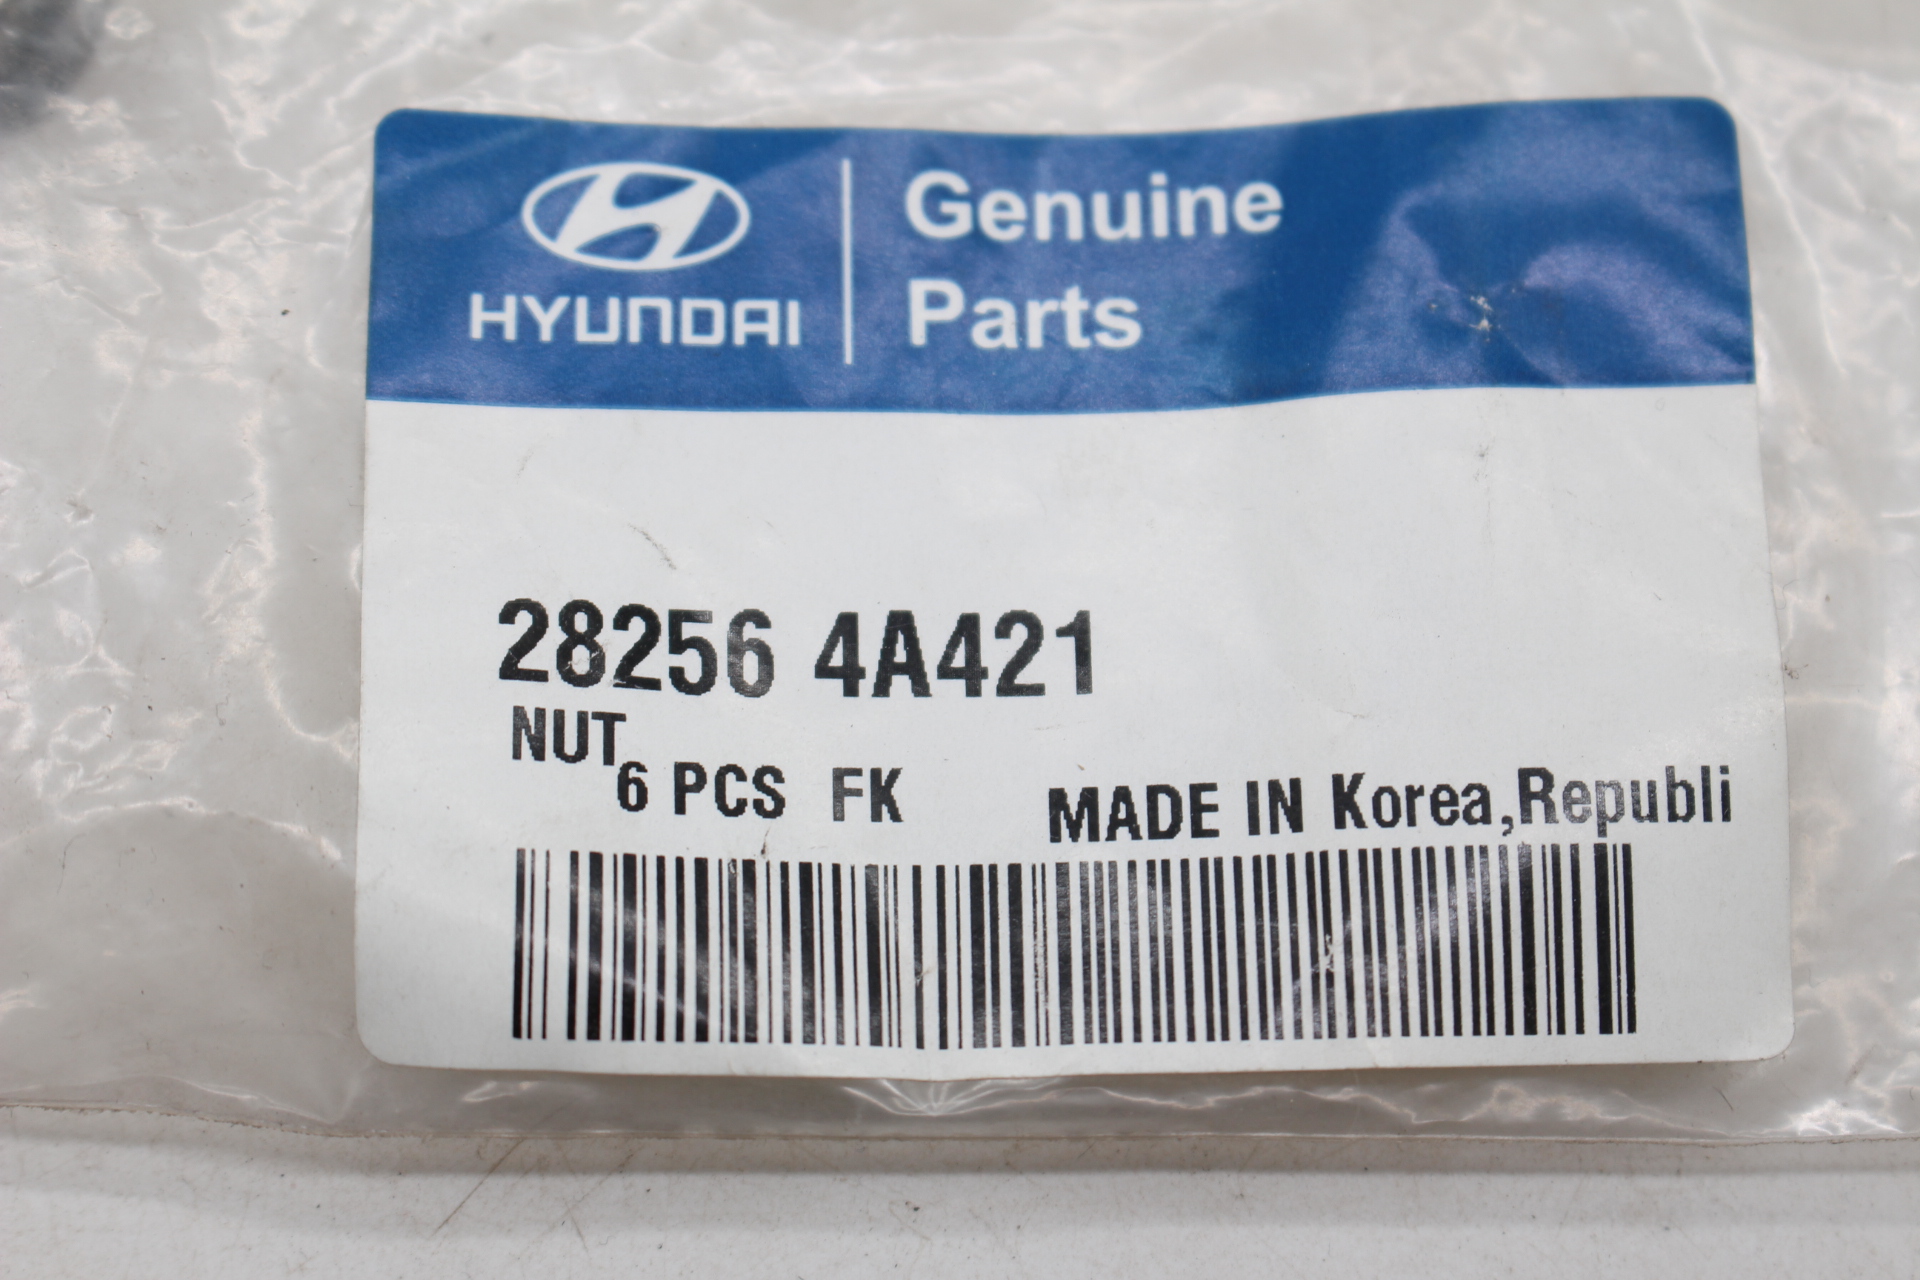 HYUNDAI
Genuine
Parts
28256 4A421
NUT
6 PCS FK
MADE IN Korea,Republi